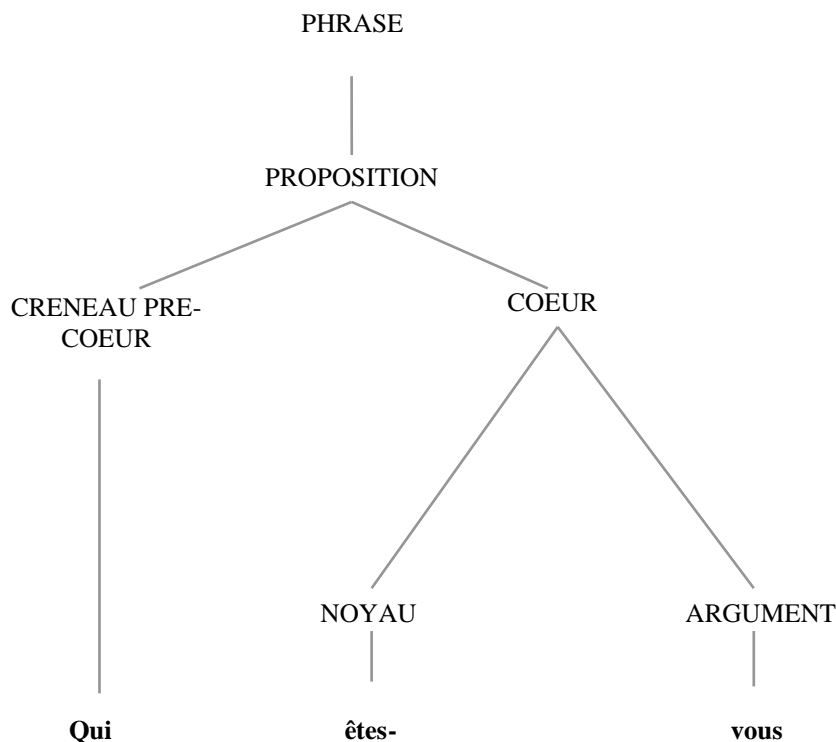 PHRASE
PROPOSITION
CRENEAU PRE-
COEUR
COEUR
NOYAU
ARGUMENT
Qui
êtes-
vous